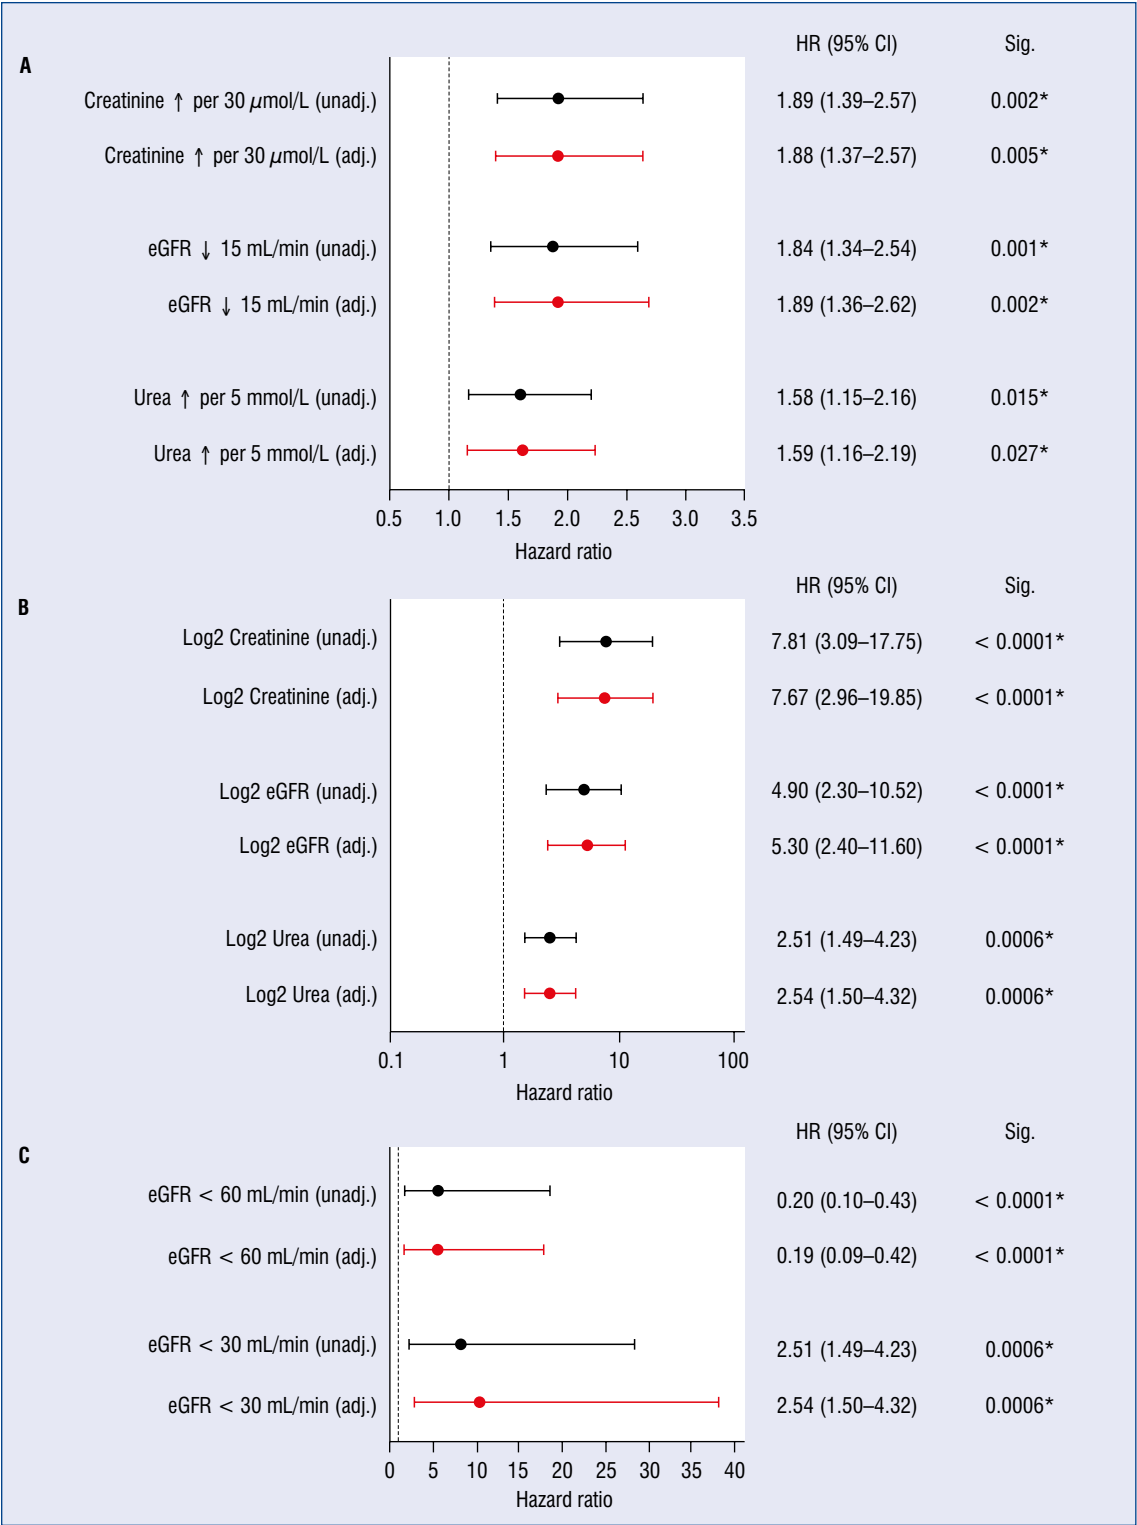 HR (95% CI) Sig.
A
Creatinine ↑ per 30 μmol/L (unadj.) 1.89 (1.39–2.57) 0.002*
Creatinine ↑ per 30 μmol/L (adj.) 1.88 (1.37–2.57) 0.005*
eGFR ↓ 15 mL/min (unadj.) 1.84 (1.34–2.54) 0.001*
eGFR ↓ 15 mL/min (adj.) 1.89 (1.36–2.62) 0.002*
Urea ↑ per 5 mmol/L (unadj.) 1.58 (1.15–2.16) 0.015*
Urea ↑ per 5 mmol/L (adj.) 1.59 (1.16–2.19) 0.027*
0.5 1.0 1.5 2.0 2.5 3.0 3.5
Hazard ratio
HR (95% CI) Sig.
B
Log2 Creatinine (unadj.) 7.81 (3.09–17.75) < 0.0001*
Log2 Creatinine (adj.) 7.67 (2.96–19.85) < 0.0001*
Log2 eGFR (unadj.) 4.90 (2.30–10.52) < 0.0001*
Log2 eGFR (adj.) 5.30 (2.40–11.60) < 0.0001*
Log2 Urea (unadj.) 2.51 (1.49–4.23) 0.0006*
Log2 Urea (adj.) 2.54 (1.50–4.32) 0.0006*
0.1 1 10 100
Hazard ratio
HR (95% CI) Sig.
C
eGFR < 60 mL/min (unadj.) 0.20 (0.10–0.43) < 0.0001*
eGFR < 60 mL/min (adj.) 0.19 (0.09–0.42) < 0.0001*
eGFR < 30 mL/min (unadj.) 2.51 (1.49–4.23) 0.0006*
eGFR < 30 mL/min (adj.) 2.54 (1.50–4.32) 0.0006*
0 5 10 15 20 25 30 35 40
Hazard ratio